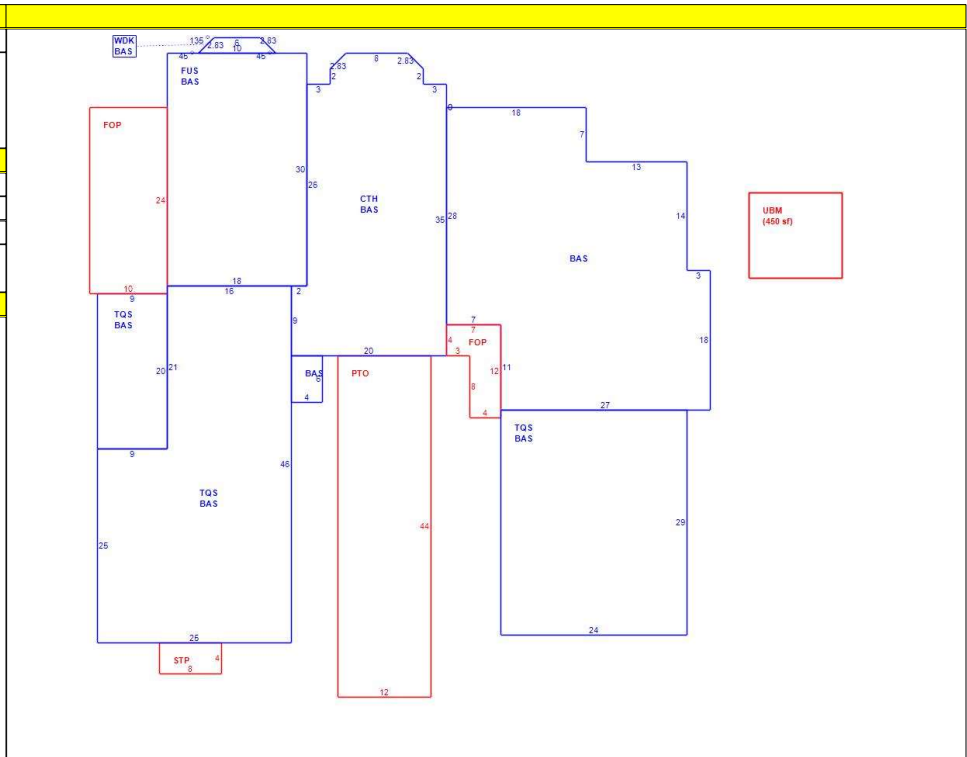 WDK
BAS
135 6 2.83
2.83
10
45 45
FUS
BAS
8
2.83 2.83
2 2
3 3
0
18
FOP
7
13
30
26
24
CTH
BAS
35 28
14
UBM
(450 sf)
BAS
3
18
10
9
16 2
TQS
BAS
9
7
7
4
FOP
3
18
20
20 21
BAS
6
4
PTO
12 11
8
4
27
TQS
BAS
9
46
TQS
BAS
44
29
25
25
24
STP 4
8
12